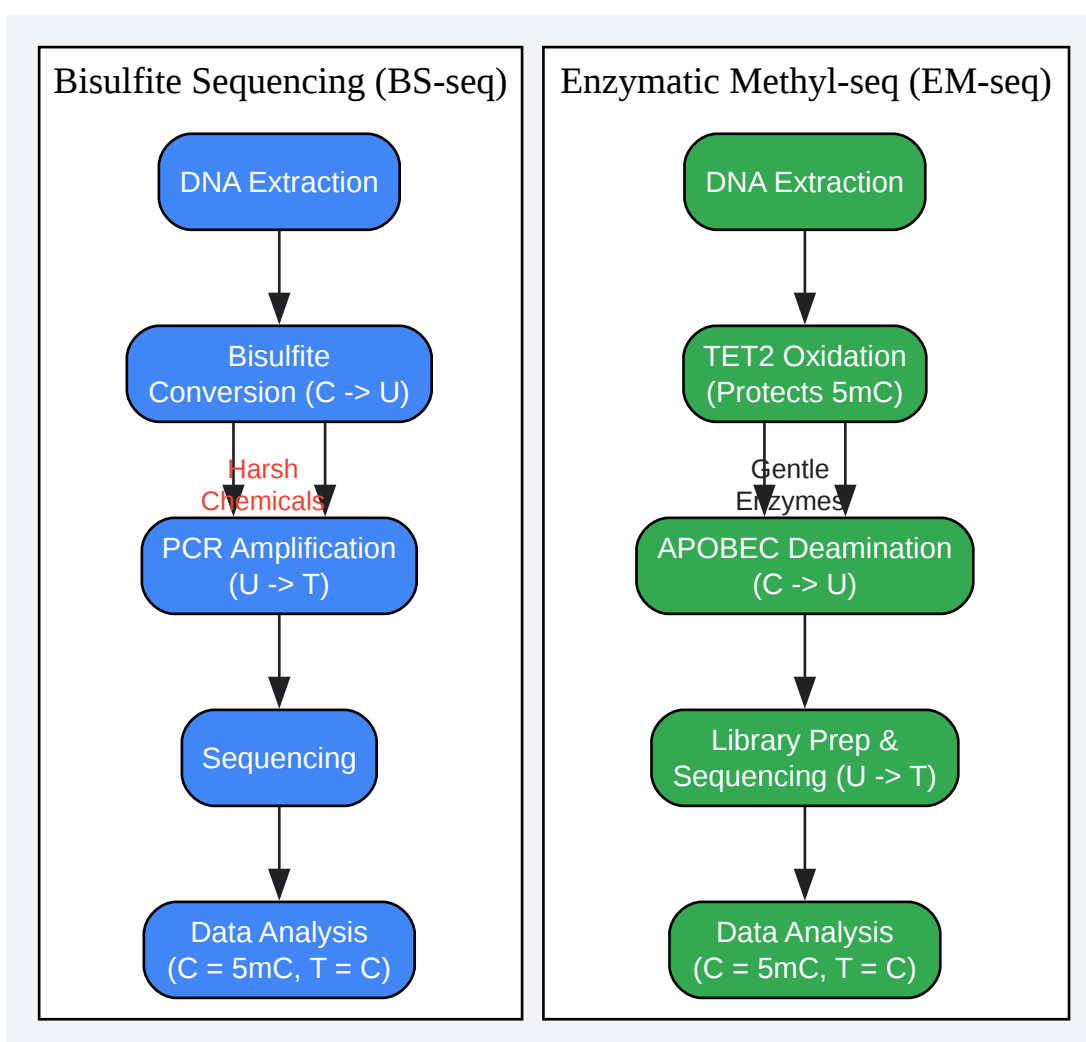 Bisulfite Sequencing (BS-seq)
DNA Extraction
Bisulfite
Conversion (C -> U)
Harsh
Chemicals
PCR Amplification
(U -> T)
Sequencing
Data Analysis
(C = 5mC, T = C)
Enzymatic Methyl-seq (EM-seq)
DNA Extraction
TET2 Oxidation
(Protects 5mC)
Gentle
Enzymes
APOBEC Deamination
(C -> U)
Library Prep &
Sequencing (U -> T)
Data Analysis
(C = 5mC, T = C)